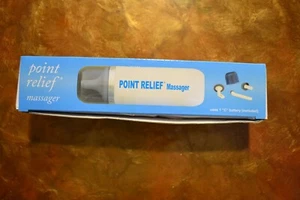 point
relief
massager
POINT RELIEF Massager